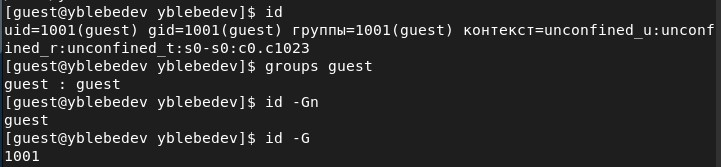 [guest@yblebedev yblebedev]$ id
uid=1001(guest) gid=1001(guest) группы=1001(guest) контекст=unconfined_u:unconf
ined_r:unconfined_t:s0-s0:c0.c1023
[guest@yblebedev yblebedev]$ groups guest
guest : guest
[guest@yblebedev yblebedev]$ id -Gn
guest
[guest@yblebedev yblebedev]$ id -G
1001